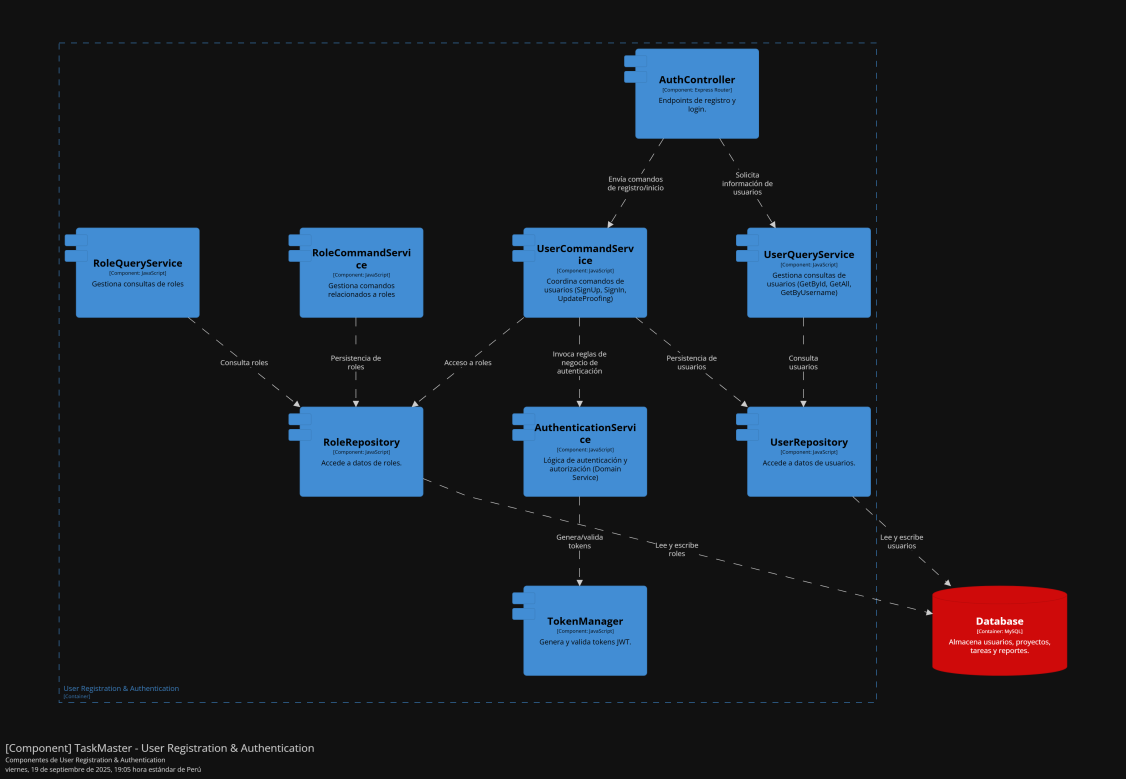 AuthController
[Component: Express Router]
Endpoints de registro y
login.
Envía comandos
de registro/inicio
Solicita
información de
usuarios
RoleQueryService
[Component: JavaScript]
Gestiona consultas de roles
RoleCommandServi
ce
[Component: JavaScript]
Gestiona comandos
relacionados a roles
UserCommandServ
ice
[Component: JavaScript]
Coordina comandos de
usuarios (SignUp, SignIn,
UpdateProofing)
UserQueryService
[Component: JavaScript]
Gestiona consultas de
usuarios (GetById, GetAll,
GetByUsername)
Consulta roles
Persistencia de
roles
Acceso a roles
Invoca reglas de
negocio de
autenticación
Persistencia de
usuarios
Consulta
usuarios
RoleRepository
[Component: JavaScript]
Accede a datos de roles.
AuthenticationServi
ce
[Component: JavaScript]
Lógica de autenticación y
autorización (Domain
Service)
UserRepository
[Component: JavaScript]
Accede a datos de usuarios.
Genera/valida
tokens
Lee y escribe
roles
Lee y escribe
usuarios
TokenManager
[Component: JavaScript]
Genera y valida tokens JWT.
Database
[Container: MySQL]
Almacena usuarios, proyectos,
tareas y reportes.
User Registration & Authentication
[Container]
[Component] TaskMaster - User Registration & Authentication
Componentes de User Registration & Authentication
viernes, 19 de septiembre de 2025, 19:05 hora estándar de Perú